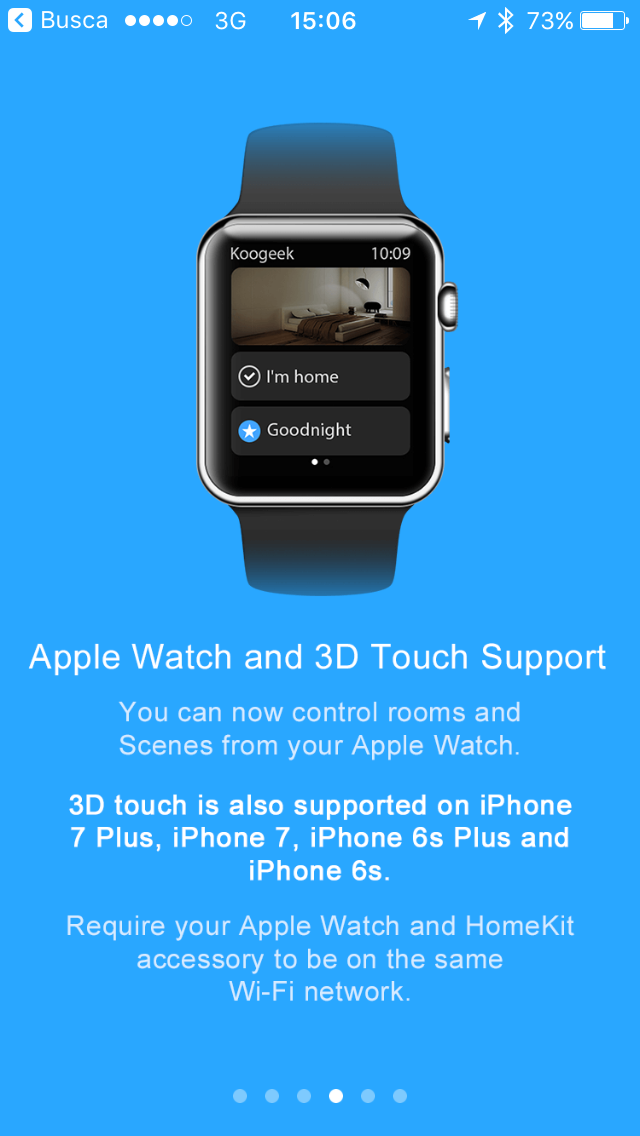 Busca 3G 15:06 73%
Koogeek 10:09
I'm home
Goodnight
Apple Watch and 3D Touch Support
You can now control rooms and
Scenes from your Apple Watch.
3D touch is also supported on iPhone
7 Plus, iPhone 7, iPhone 6s Plus and
iPhone 6s.
Require your Apple Watch and HomeKit
accessory to be on the same
Wi-Fi network.